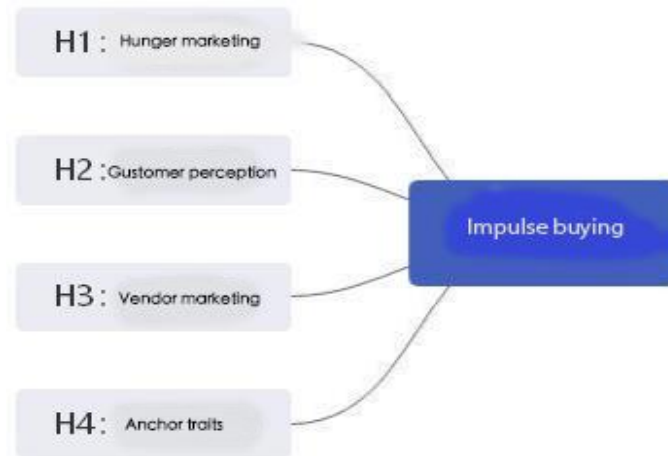 H1: Hunger marketing
H2:Gustomer perception
Impulse buying
H3: Vendor marketing
H4: Anchor traits